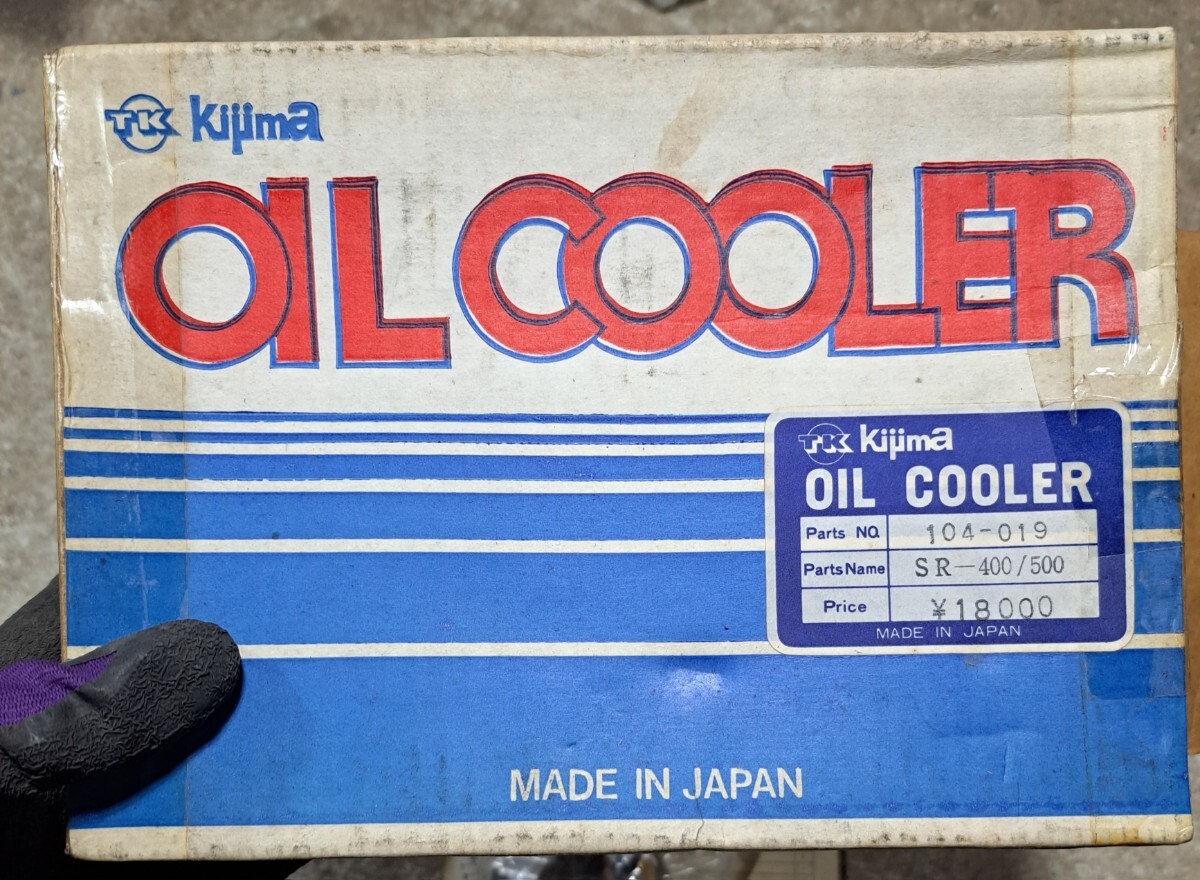 TK Kijima
OIL COOLER
TK Kijima
OIL COOLER
Parts NO. 104-019
Parts Name SR-400/500
Price ¥18000
MADE IN JAPAN
MADE IN JAPAN